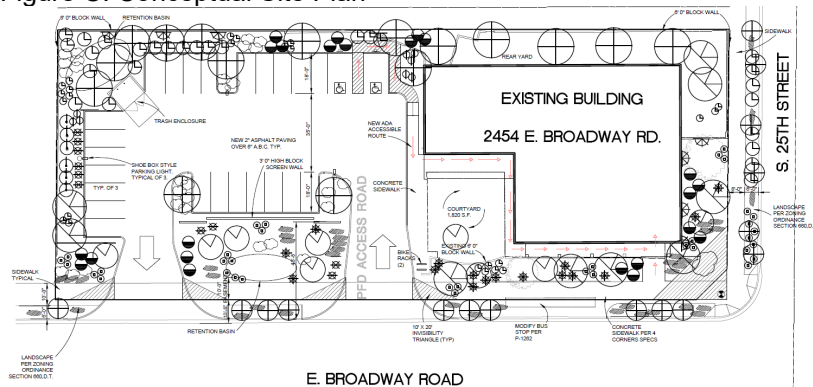 Figure C. Conceptual Site Plan
6' 0" BLOCK WALL
RETENTION BASIN
6' 0" BLOCK WALL
SIDEWALK
REAR YARD
EXISTING BUILDING
2454 E. BROADWAY RD.
S. 25TH STREET
TRASH ENCLOSURE
NEW 2" ASPHALT PAVING
OVER 6" A.B.C. TYP.
NEW ADA
ACCESSIBLE
ROUTE
3'0" HIGH BLOCK
SCREEN WALL
SHOE BOX STYLE
PARKING LIGHT.
TYPICAL OF 3.
TYP. OF 3
CONCRETE
SIDEWALK
COURTYARD
1,820 S.F.
PFD ACCESS ROAD
LANDSCAPE
PER ZONING
ORDINANCE
SECTION 660,D.T.
BIKE
RACKS
(2)
EXISTING 6' 0"
BLOCK WALL
SIDEWALK
TYPICAL
RETENTION BASIN
10' X 20'
INVISIBILITY
TRIANGLE (TYP)
MODIFY BUS
STOP PER
P-1262
CONCRETE
SIDEWALK PER 4
CORNERS SPECS
LANDSCAPE
PER ZONING
ORDINANCE
SECTION 660,D.T.
E. BROADWAY ROAD